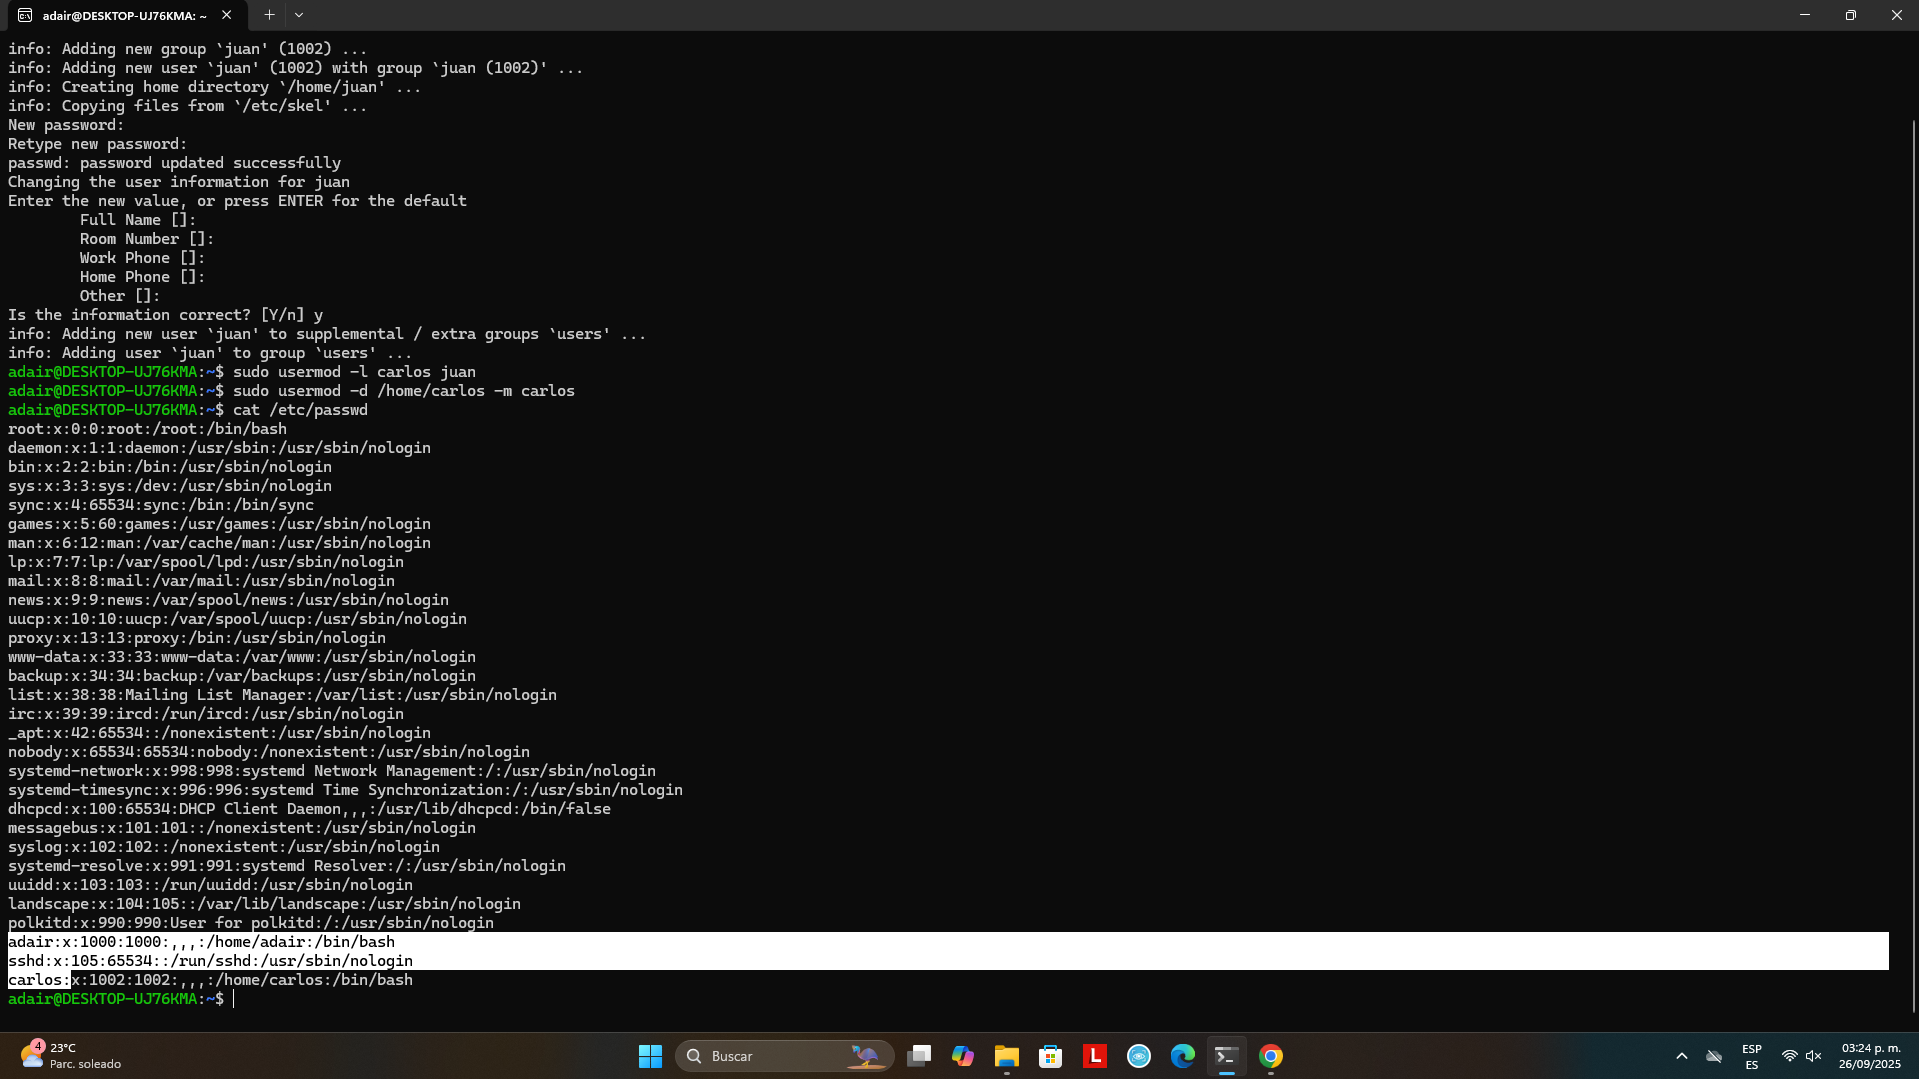 adair@DESKTOP-UJ76KMA: ~
info: Adding new group `juan' (1002) ...
info: Adding new user `juan' (1002) with group `juan (1002)' ...
info: Creating home directory `/home/juan' ...
info: Copying files from `/etc/skel' ...
New password:
Retype new password:
passwd: password updated successfully
Changing the user information for juan
Enter the new value, or press ENTER for the default
Full Name []:
Room Number []:
Work Phone []:
Home Phone []:
Other []:
Is the information correct? [Y/n] y
info: Adding new user `juan' to supplemental / extra groups `users' ...
info: Adding user `juan' to group `users' ...
adair@DESKTOP-UJ76KMA:~$ sudo usermod -l carlos juan
adair@DESKTOP-UJ76KMA:~$ sudo usermod -d /home/carlos -m carlos
adair@DESKTOP-UJ76KMA:~$ cat /etc/passwd
root:x:0:0:root:/root:/bin/bash
daemon:x:1:1:daemon:/usr/sbin:/usr/sbin/nologin
bin:x:2:2:bin:/bin:/usr/sbin/nologin
sys:x:3:3:sys:/dev:/usr/sbin/nologin
sync:x:4:65534:sync:/bin:/bin/sync
games:x:5:60:games:/usr/games:/usr/sbin/nologin
man:x:6:12:man:/var/cache/man:/usr/sbin/nologin
lp:x:7:7:lp:/var/spool/lpd:/usr/sbin/nologin
mail:x:8:8:mail:/var/mail:/usr/sbin/nologin
news:x:9:9:news:/var/spool/news:/usr/sbin/nologin
uucp:x:10:10:uucp:/var/spool/uucp:/usr/sbin/nologin
proxy:x:13:13:proxy:/bin:/usr/sbin/nologin
www-data:x:33:33:www-data:/var/www:/usr/sbin/nologin
backup:x:34:34:backup:/var/backups:/usr/sbin/nologin
list:x:38:38:Mailing List Manager:/var/list:/usr/sbin/nologin
irc:x:39:39:ircd:/run/ircd:/usr/sbin/nologin
_apt:x:42:65534::/nonexistent:/usr/sbin/nologin
nobody:x:65534:65534:nobody:/nonexistent:/usr/sbin/nologin
systemd-network:x:998:998:systemd Network Management:/:/usr/sbin/nologin
systemd-timesync:x:996:996:systemd Time Synchronization:/:/usr/sbin/nologin
dhcpcd:x:100:65534:DHCP Client Daemon,,,:/usr/lib/dhcpcd:/bin/false
messagebus:x:101:101::/nonexistent:/usr/sbin/nologin
syslog:x:102:102::/nonexistent:/usr/sbin/nologin
systemd-resolve:x:991:991:systemd Resolver:/:/usr/sbin/nologin
uuidd:x:103:103::/run/uuidd:/usr/sbin/nologin
landscape:x:104:105::/var/lib/landscape:/usr/sbin/nologin
polkitd:x:990:990:User for polkitd:/:/usr/sbin/nologin
adair:x:1000:1000:,,,:/home/adair:/bin/bash
sshd:x:105:65534::/run/sshd:/usr/sbin/nologin
carlos:x:1002:1002:,,,:/home/carlos:/bin/bash
adair@DESKTOP-UJ76KMA:~$
4
23°C
Parc. soleado
Buscar
L
ESP
ES
03:24 p. m.
26/09/2025